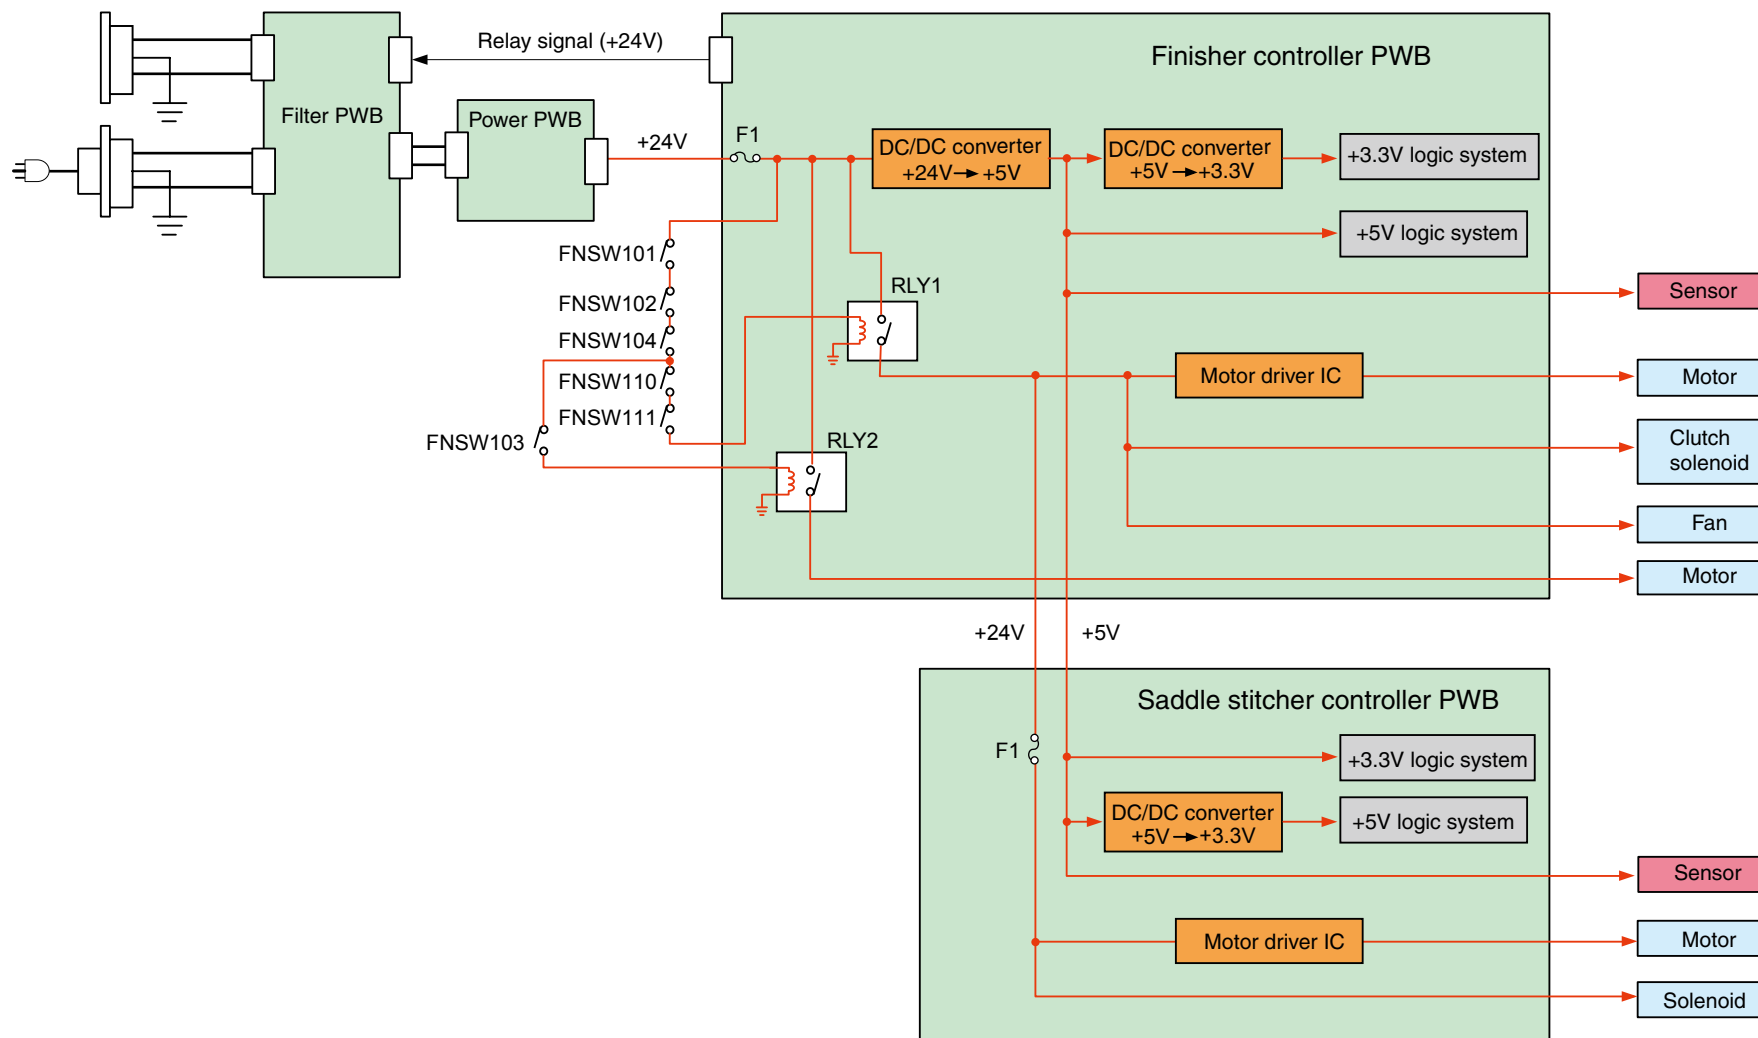 Relay signal (+24V)
Finisher controller PWB
Filter PWB
Power PWB
+24V
F1
DC/DC converter
+24V→+5V
DC/DC converter
+5V→+3.3V
+3.3V logic system
+5V logic system
FNSW101
FNSW102
FNSW104
FNSW110
FNSW111
FNSW103
RLY1
RLY2
Sensor
Motor driver IC
Motor
Clutch
solenoid
Fan
Motor
+24V
+5V
Saddle stitcher controller PWB
F1
+3.3V logic system
DC/DC converter
+5V→+3.3V
+5V logic system
Sensor
Motor driver IC
Motor
Solenoid